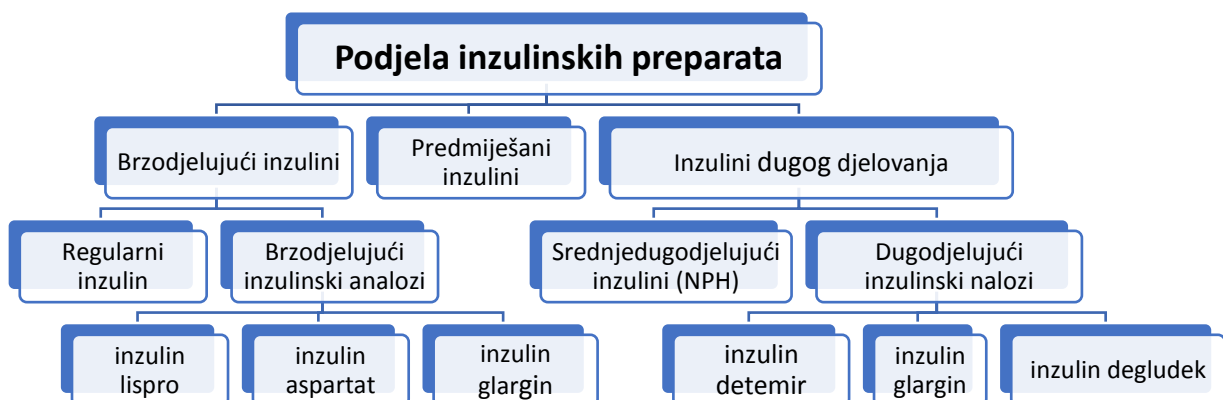 Podjela inzulinskih preparata
Brzodjelujući inzulini
Predmiješani
inzulini
Inzulini dugog djelovanja
Regularni
inzulin
Brzodjelujući
inzulinski analozi
Srednjedugodjelujući
inzulini (NPH)
Dugodjelujući
inzulinski nalozi
inzulin
lispro
inzulin
aspartat
inzulin
glargin
inzulin
detemir
inzulin
glargin
inzulin degludek